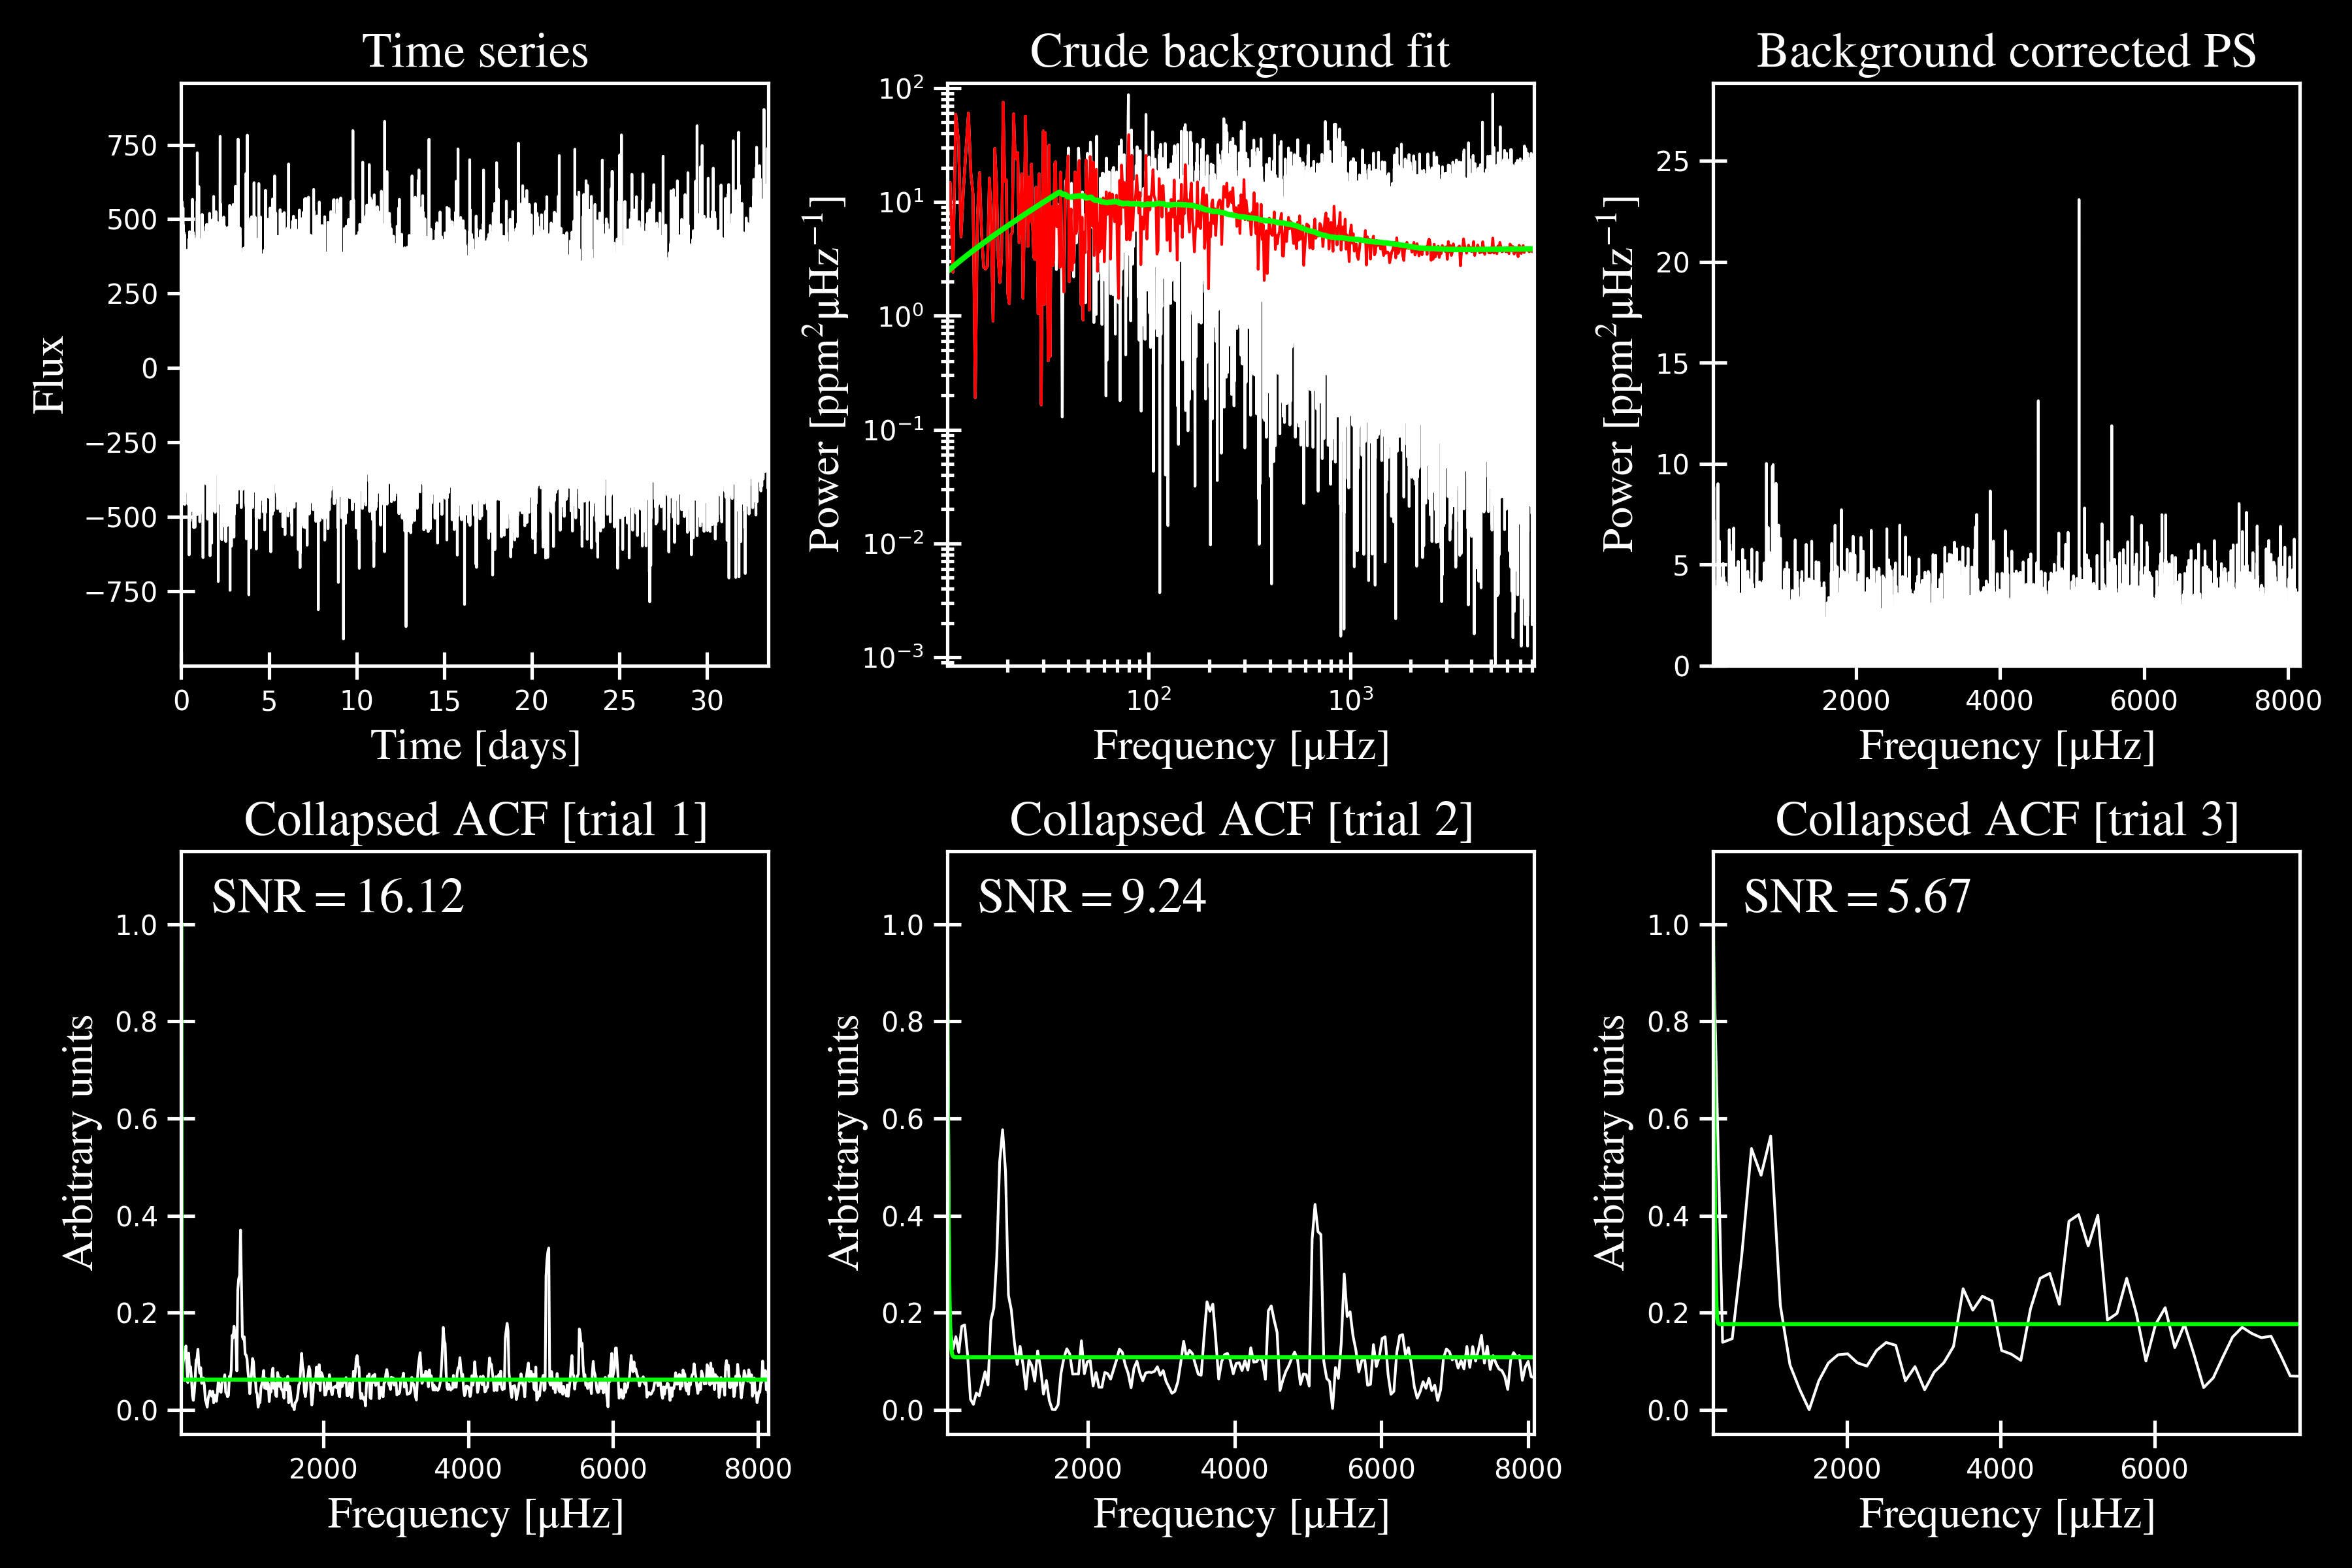 Time series
Flux
750
500
250
0
−250
−500
−750
0 5 10 15 20 25 30
Time [days]
Crude background fit
Power [ppm²μHz⁻¹]
10²
10¹
10⁰
10⁻¹
10⁻²
10⁻³
10² 10³
Frequency [μHz]
Background corrected PS
Power [ppm²μHz⁻¹]
25
20
15
10
5
0
2000 4000 6000 8000
Frequency [μHz]
Collapsed ACF [trial 1]
SNR = 16.12
Arbitrary units
1.0
0.8
0.6
0.4
0.2
0.0
2000 4000 6000 8000
Frequency [μHz]
Collapsed ACF [trial 2]
SNR = 9.24
Arbitrary units
1.0
0.8
0.6
0.4
0.2
0.0
2000 4000 6000 8000
Frequency [μHz]
Collapsed ACF [trial 3]
SNR = 5.67
Arbitrary units
1.0
0.8
0.6
0.4
0.2
0.0
2000 4000 6000
Frequency [μHz]